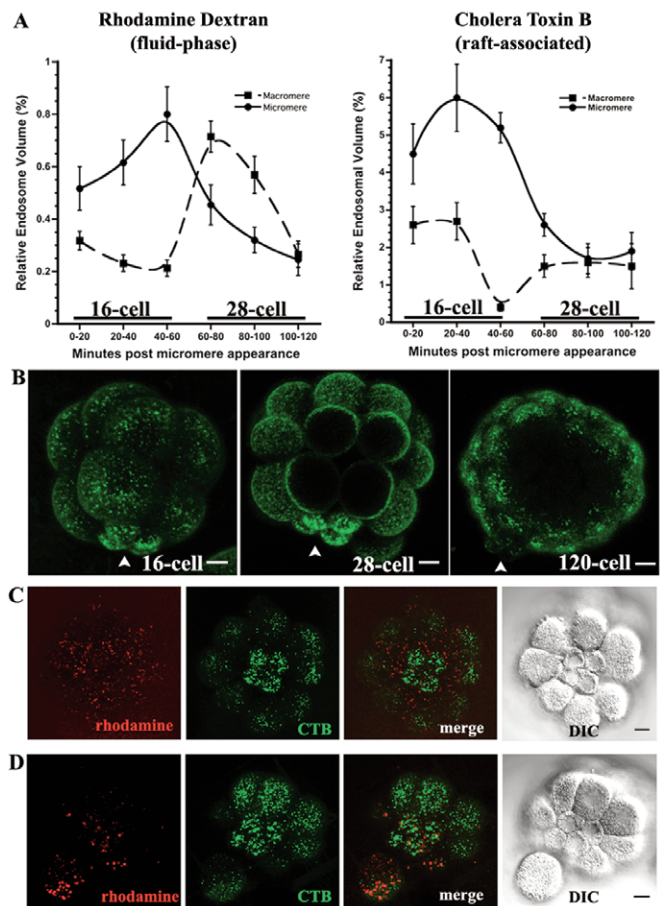 A
Rhodamine Dextran
(fluid-phase)
Relative Endosome Volume (%)
1
0.8
0.6
0.4
0.2
0
Macromere
Micromere
16-cell
28-cell
0-20
20-40
40-60
60-80
80-100
100-120
Minutes post micromere appearance
Cholera Toxin B
(raft-associated)
Relative Endosomal Volume (%)
7
6
5
4
3
2
1
0
Macromere
Micromere
16-cell
28-cell
0-20
20-40
40-60
60-80
80-100
100-120
Minutes post micromere appearance
B
16-cell
28-cell
120-cell
C
rhodamine
CTB
merge
DIC
D
rhodamine
CTB
merge
DIC